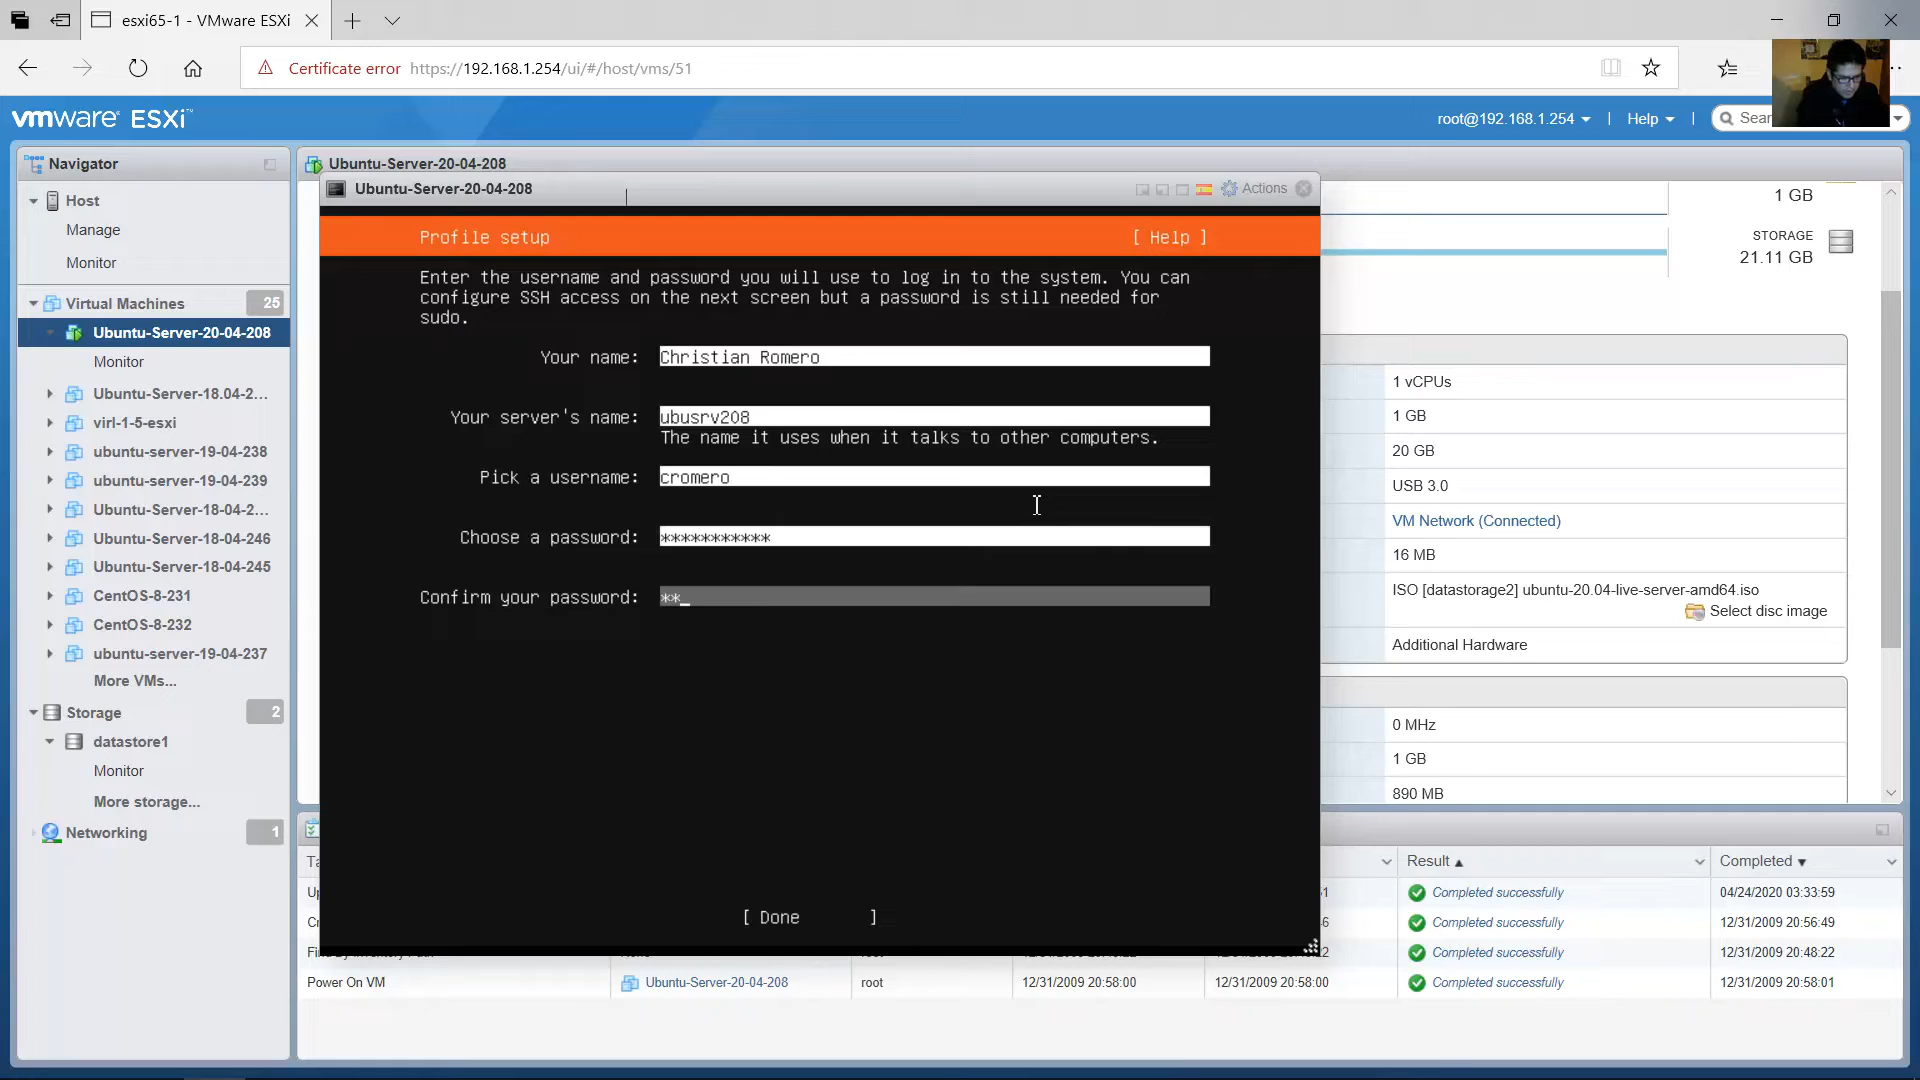 esxi65-1 - VMware ESXi
Certificate error https://192.168.1.254/ui/#/host/vms/51
vmware ESXi™
root@192.168.1.254
Help
Sear
Navigator
Host
Manage
Monitor
Virtual Machines 25
Ubuntu-Server-20-04-208
Monitor
Ubuntu-Server-18.04-2...
virl-1-5-esxi
ubuntu-server-19-04-238
ubuntu-server-19-04-239
Ubuntu-Server-18-04-2...
Ubuntu-Server-18-04-246
Ubuntu-Server-18-04-245
CentOS-8-231
CentOS-8-232
ubuntu-server-19-04-237
More VMs...
Storage 2
datastore1
Monitor
More storage...
Networking 1
Ubuntu-Server-20-04-208
Ubuntu-Server-20-04-208
Actions
Profile setup [ Help ]
Enter the username and password you will use to log in to the system. You can
configure SSH access on the next screen but a password is still needed for
sudo.
Your name: Christian Romero
Your server's name: ubusrv208
The name it uses when it talks to other computers.
Pick a username: cromero
Choose a password: ***********
Confirm your password: **_
[ Done ]
1 GB
STORAGE
21.11 GB
1 vCPUs
1 GB
20 GB
USB 3.0
VM Network (Connected)
16 MB
ISO [datastorage2] ubuntu-20.04-live-server-amd64.iso
Select disc image
Additional Hardware
0 MHz
1 GB
890 MB
Result Completed
Completed successfully 04/24/2020 03:33:59
Completed successfully 12/31/2009 20:56:49
Completed successfully 12/31/2009 20:48:22
Power On VM Ubuntu-Server-20-04-208 root 12/31/2009 20:58:00 12/31/2009 20:58:00 Completed successfully 12/31/2009 20:58:01